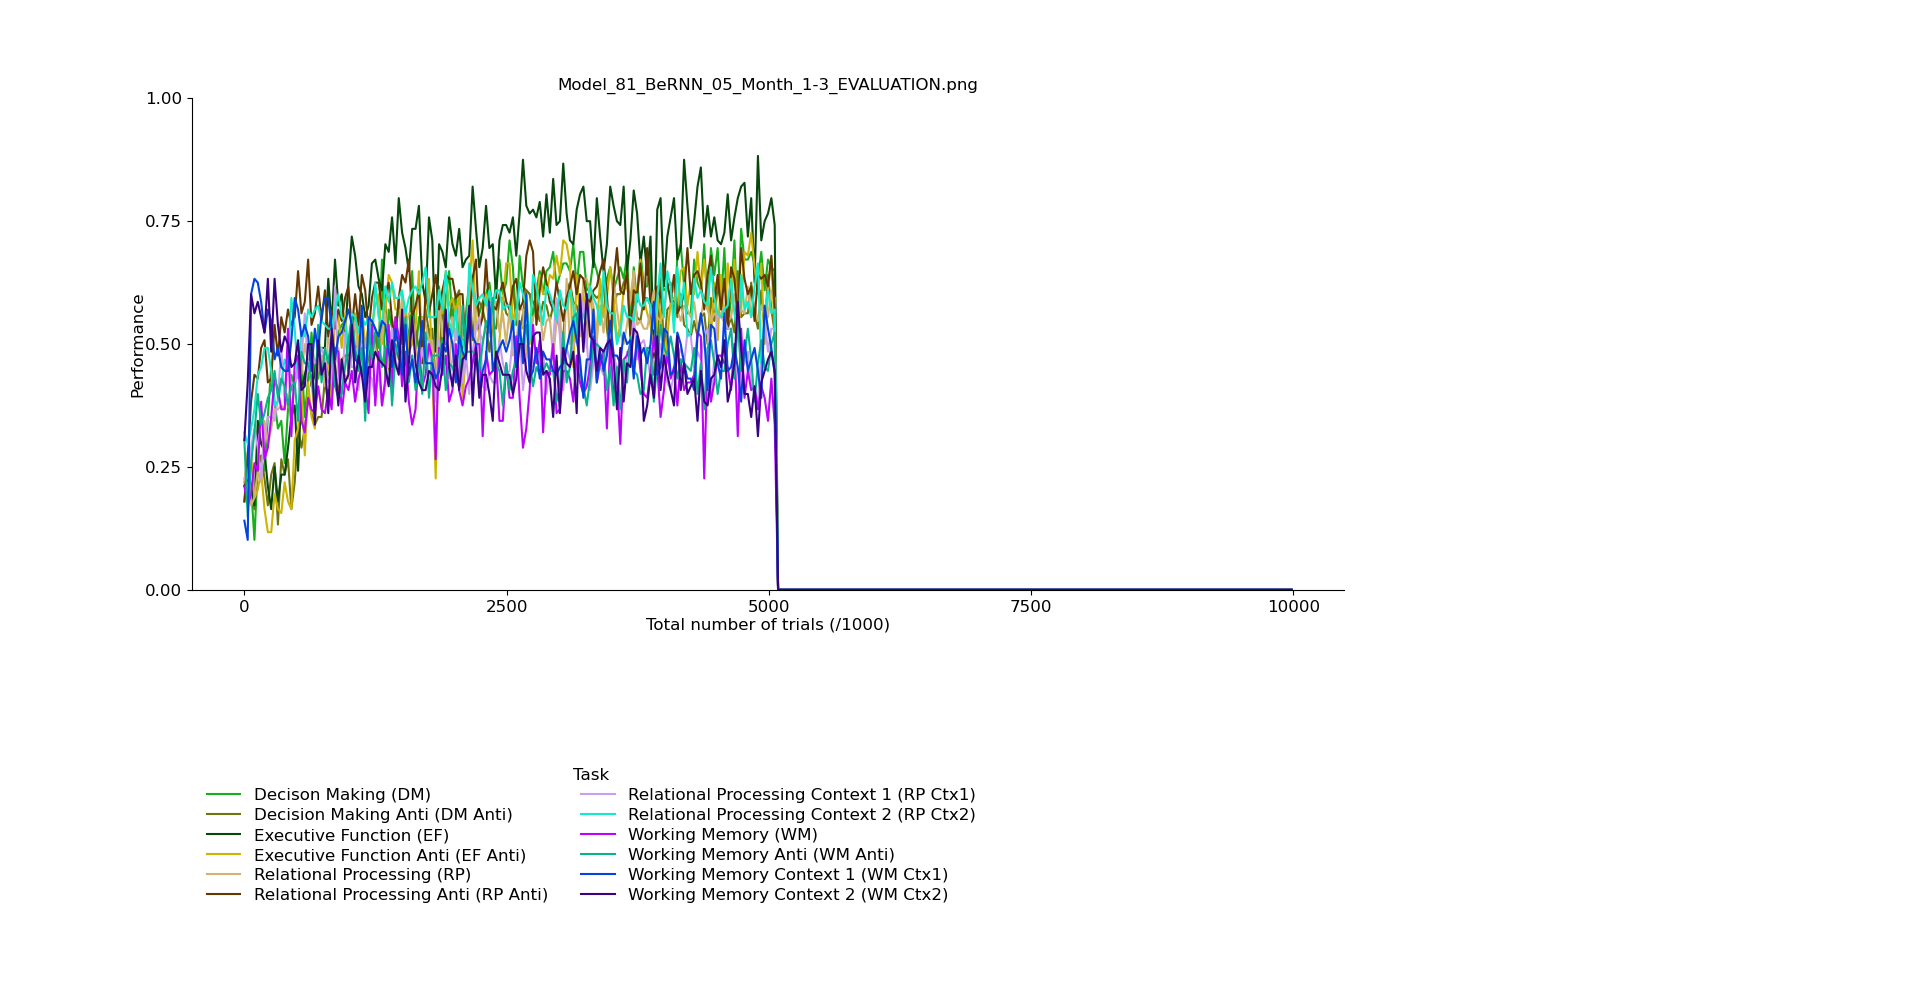 Model_81_BeRNN_05_Month_1-3_EVALUATION.png
1.00
0.75
0.50
0.25
0.00
Performance
0 2500 5000 7500 10000
Total number of trials (/1000)
Task
Decison Making (DM)
Decision Making Anti (DM Anti)
Executive Function (EF)
Executive Function Anti (EF Anti)
Relational Processing (RP)
Relational Processing Anti (RP Anti)
Relational Processing Context 1 (RP Ctx1)
Relational Processing Context 2 (RP Ctx2)
Working Memory (WM)
Working Memory Anti (WM Anti)
Working Memory Context 1 (WM Ctx1)
Working Memory Context 2 (WM Ctx2)